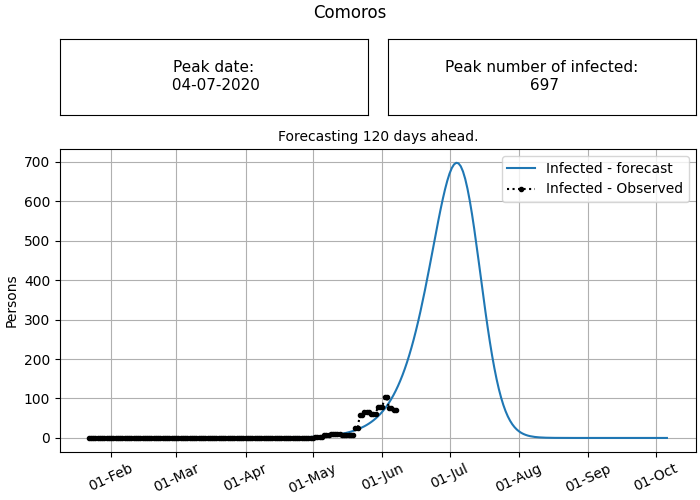 Comoros
Peak date:
04-07-2020
Peak number of infected:
697
Forecasting 120 days ahead.
Infected - forecast
Infected - Observed
Persons
700
600
500
400
300
200
100
0
01-Feb
01-Mar
01-Apr
01-May
01-Jun
01-Jul
01-Aug
01-Sep
01-Oct